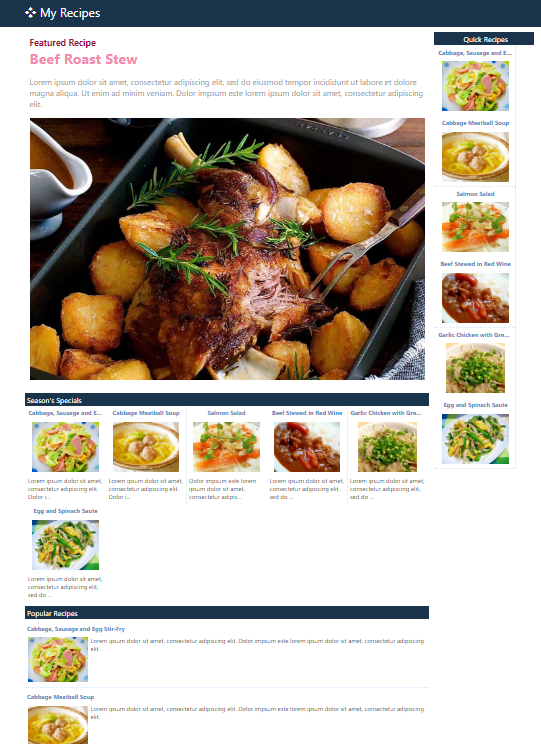 My Recipes
Featured Recipe
Beef Roast Stew
Lorem ipsum dolor sit amet, consectetur adipiscing elit, sed do eiusmod tempor incididunt ut labore et dolore
magna aliqua. Ut enim ad minim veniam. Dolor impsum este lorem ipsum dolor sit amet, consectetur adipiscing
elit.
Season's Specials
Cabbage, Sausage and E...
Cabbage Meatball Soup
Salmon Salad
Beef Stewed in Red Wine
Garlic Chicken with Gre...
Lorem ipsum dolor sit amet,
consectetur adipiscing elit.
Dolor i...
Lorem ipsum dolor sit amet,
consectetur adipiscing elit.
Dolor i...
Dolor impsum este lorem
ipsum dolor sit amet,
consectetur adipis...
Lorem ipsum dolor sit amet,
consectetur adipiscing elit,
sed do ...
Lorem ipsum dolor sit amet,
consectetur adipiscing elit,
sed do ...
Egg and Spinach Saute
Lorem ipsum dolor sit amet,
consectetur adipiscing elit,
sed do ...
Popular Recipes
Cabbage, Sausage and Egg Stir-Fry
Lorem ipsum dolor sit amet, consectetur adipiscing elit. Dolor impsum este lorem ipsum dolor sit amet, consectetur adipiscing
elit.
Cabbage Meatball Soup
Lorem ipsum dolor sit amet, consectetur adipiscing elit. Dolor impsum este lorem ipsum dolor sit amet, consectetur adipiscing
elit.
Quick Recipes
Cabbage, Sausage and E...
Cabbage Meatball Soup
Salmon Salad
Beef Stewed in Red Wine
Garlic Chicken with Gre...
Egg and Spinach Saute